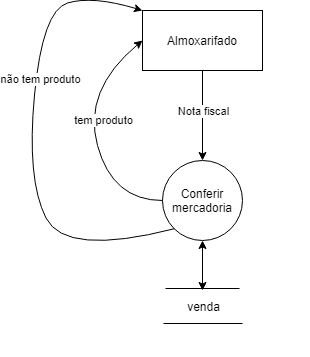 Almoxarifado
não tem produto
Nota fiscal
tem produto
Conferir
mercadoria
venda